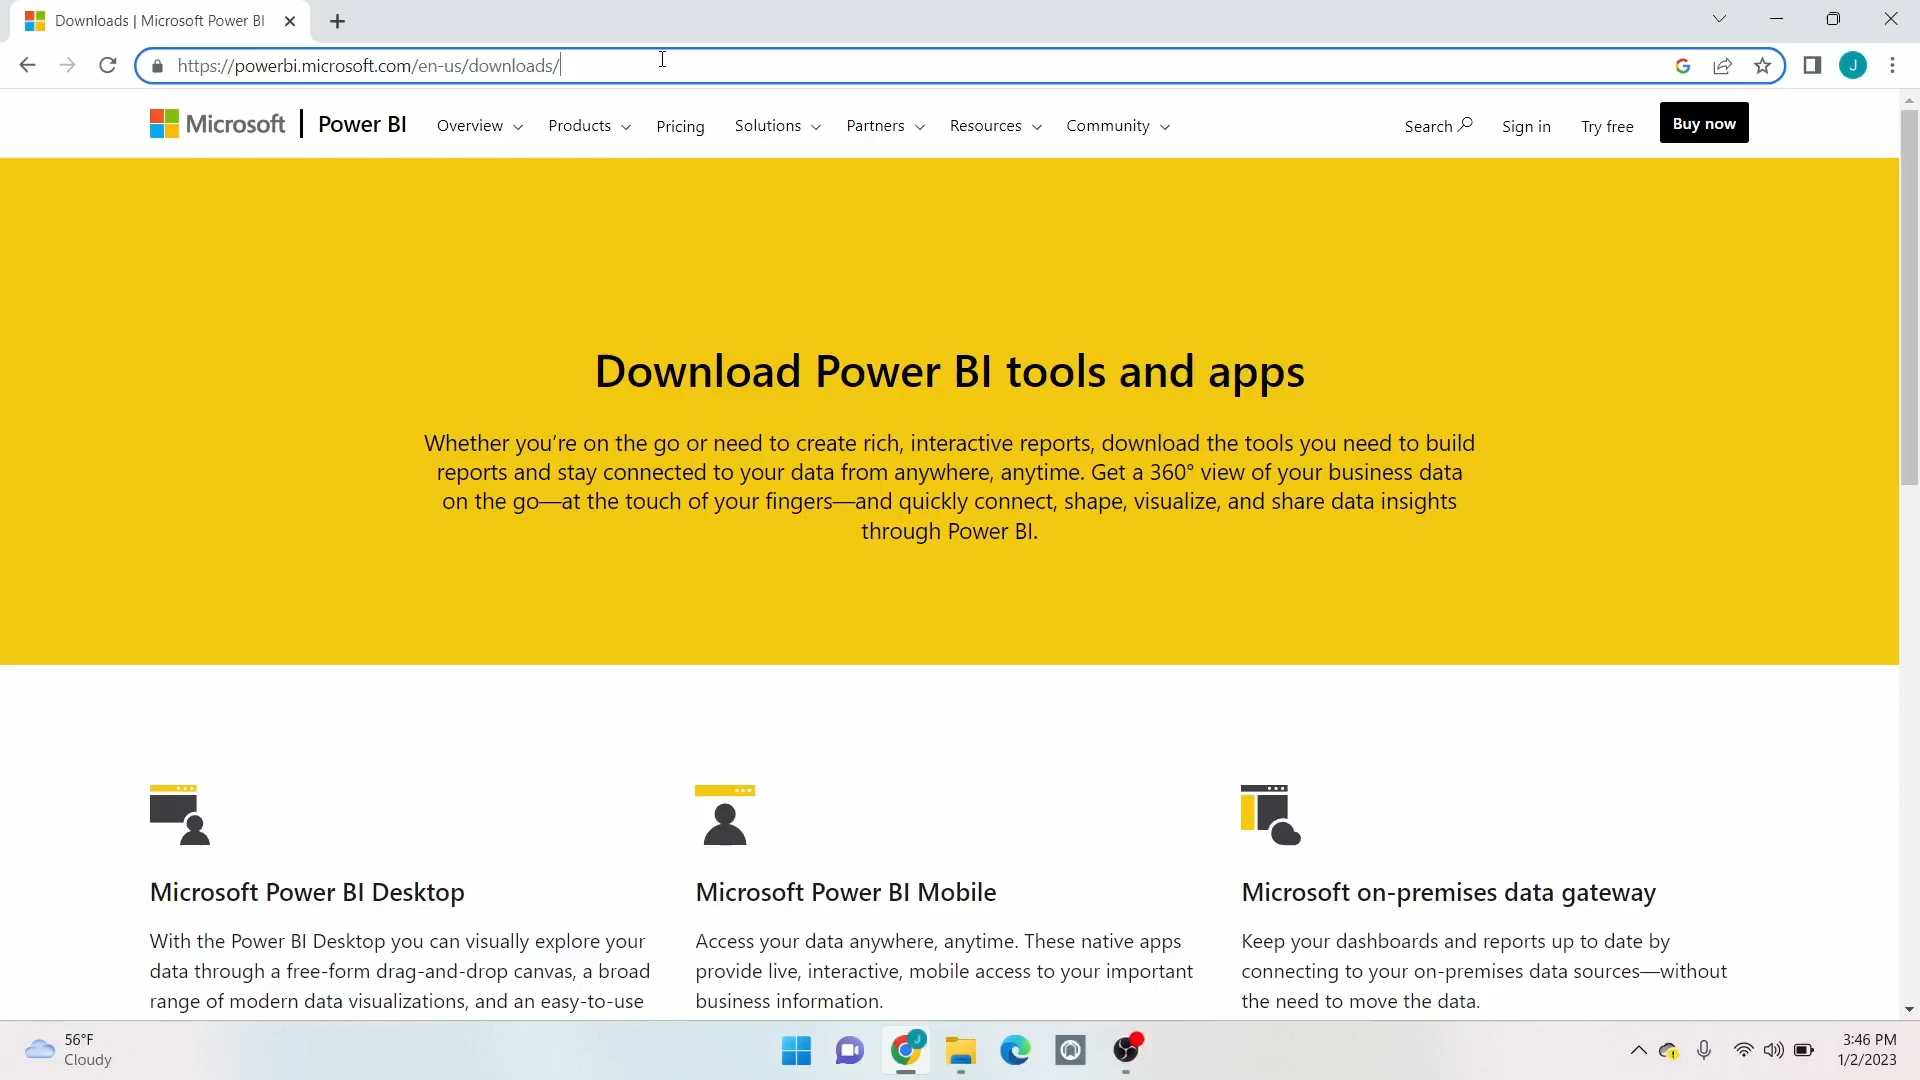 Downloads | Microsoft Power BI
https://powerbi.microsoft.com/en-us/downloads/
J
Microsoft | Power BI Overview Products Pricing Solutions Partners Resources Community Search Sign in Try free Buy now
Download Power BI tools and apps
Whether you're on the go or need to create rich, interactive reports, download the tools you need to build
reports and stay connected to your data from anywhere, anytime. Get a 360° view of your business data
on the go—at the touch of your fingers—and quickly connect, shape, visualize, and share data insights
through Power BI.
Microsoft Power BI Desktop
With the Power BI Desktop you can visually explore your
data through a free-form drag-and-drop canvas, a broad
range of modern data visualizations, and an easy-to-use
Microsoft Power BI Mobile
Access your data anywhere, anytime. These native apps
provide live, interactive, mobile access to your important
business information.
Microsoft on-premises data gateway
Keep your dashboards and reports up to date by
connecting to your on-premises data sources—without
the need to move the data.
56°F
Cloudy
J
3:46 PM
1/2/2023